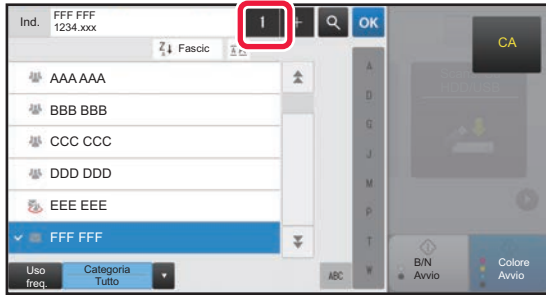 Ind.
FFF FFF
1234.xxx
1
+
OK
CA
Z Fascic
AAA AAA
BBB BBB
CCC CCC
DDD DDD
EEE EEE
FFF FFF
A
D
G
J
M
P
T
W
Uso
freq.
Categoria
Tutto
ABC
B/N
Avvio
Colore
Avvio